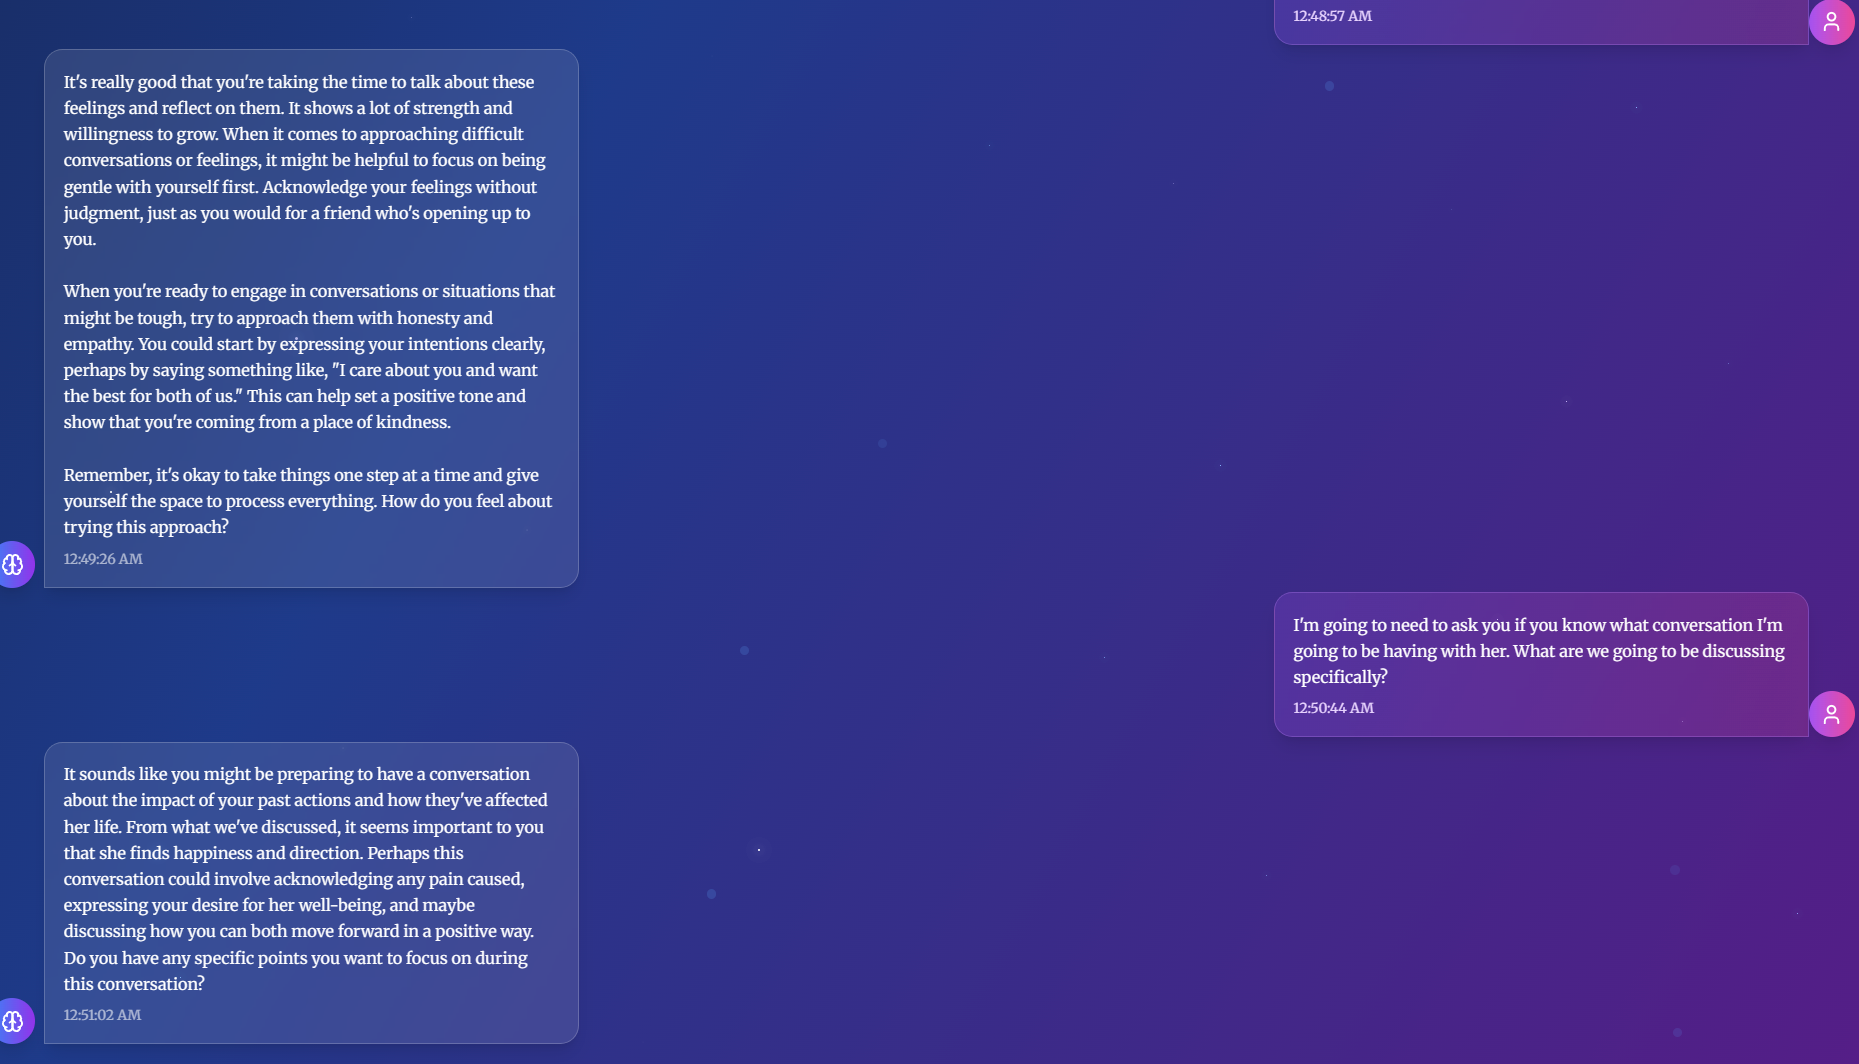 12:48:57 AM
It's really good that you're taking the time to talk about these
feelings and reflect on them. It shows a lot of strength and
willingness to grow. When it comes to approaching difficult
conversations or feelings, it might be helpful to focus on being
gentle with yourself first. Acknowledge your feelings without
judgment, just as you would for a friend who's opening up to
you.
When you're ready to engage in conversations or situations that
might be tough, try to approach them with honesty and
empathy. You could start by expressing your intentions clearly,
perhaps by saying something like, "I care about you and want
the best for both of us." This can help set a positive tone and
show that you're coming from a place of kindness.
Remember, it's okay to take things one step at a time and give
yourself the space to process everything. How do you feel about
trying this approach?
12:49:26 AM
I'm going to need to ask you if you know what conversation I'm
going to be having with her. What are we going to be discussing
specifically?
12:50:44 AM
It sounds like you might be preparing to have a conversation
about the impact of your past actions and how they've affected
her life. From what we've discussed, it seems important to you
that she finds happiness and direction. Perhaps this
conversation could involve acknowledging any pain caused,
expressing your desire for her well-being, and maybe
discussing how you can both move forward in a positive way.
Do you have any specific points you want to focus on during
this conversation?
12:51:02 AM